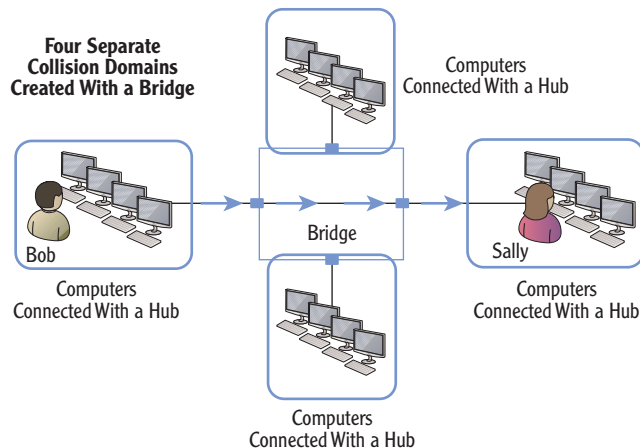 Four Separate
Collision Domains
Created With a Bridge
Computers
Connected With a Hub
Bob
Bridge
Sally
Computers
Connected With a Hub
Computers
Connected With a Hub
Computers
Connected With a Hub